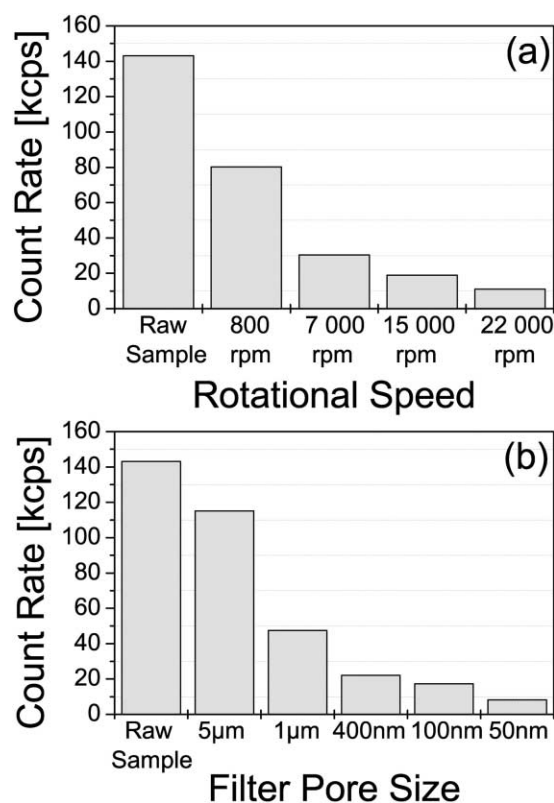 160
(a)
140
120
100
80
60
40
20
0
Count Rate [kcps]
Raw 800 7 000 15 000 22 000
Sample rpm rpm rpm rpm
Rotational Speed
160
(b)
140
120
100
80
60
40
20
0
Count Rate [kcps]
Raw 5μm 1μm 400nm 100nm 50nm
Sample
Filter Pore Size